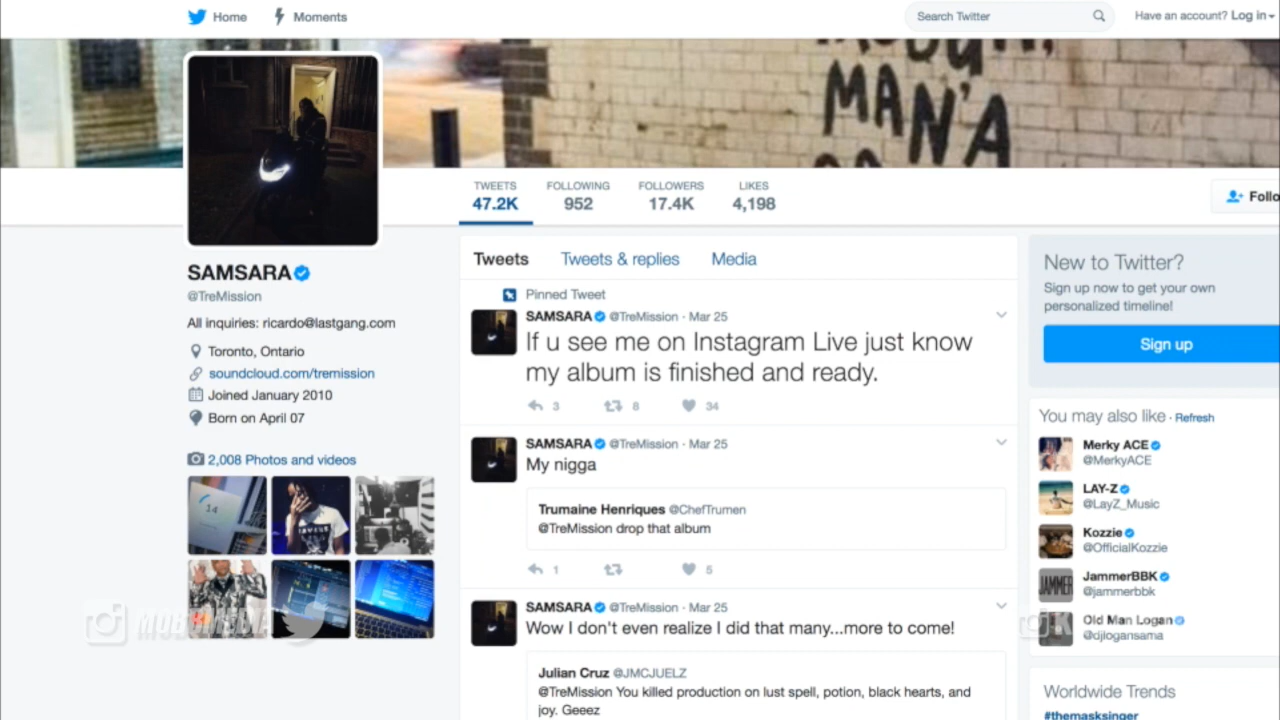 Home
Moments
Search Twitter
Have an account? Log in
MAN'A
TWEETS
47.2K
FOLLOWING
952
FOLLOWERS
17.4K
LIKES
4,198
Follo
SAMSARA
@TreMission
All inquiries: ricardo@lastgang.com
Toronto, Ontario
soundcloud.com/tremission
Joined January 2010
Born on April 07
2,008 Photos and videos
14
Tweets
Tweets & replies
Media
Pinned Tweet
SAMSARA @TreMission · Mar 25
If u see me on Instagram Live just know
my album is finished and ready.
3
8
34
SAMSARA @TreMission · Mar 25
My nigga
Trumaine Henriques @ChefTrumen
@TreMission drop that album
1
5
SAMSARA @TreMission · Mar 25
Wow I don't even realize I did that many...more to come!
Julian Cruz @JMCJUELZ
@TreMission You killed production on lust spell, potion, black hearts, and
joy. Geeez
New to Twitter?
Sign up now to get your own
personalized timeline!
Sign up
You may also like · Refresh
Merky ACE
@MerkyACE
LAY-Z
@LayZ_Music
Kozzie
@OfficialKozzie
JAMMER
JammerBBK
@jammerbbk
Old Man Logan
@djlogansama
Worldwide Trends
#themasksinger